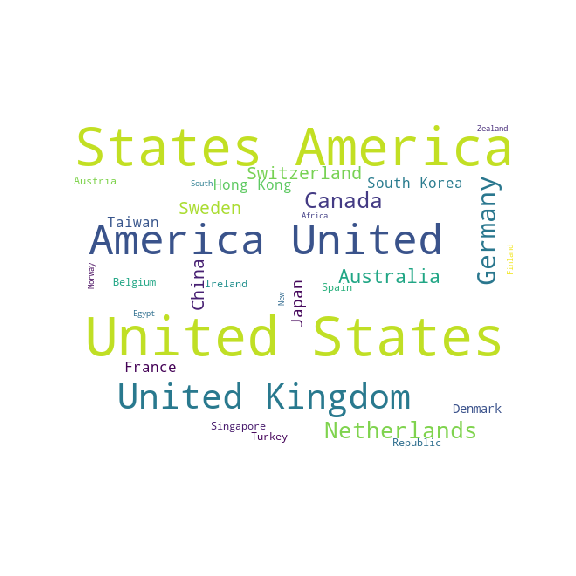 Zealand
States America
Switzerland
Austria
South
Hong Kong
South Korea
Germany
Canada
Sweden
Africa
Taiwan
America United
Finland
Norway
China
Australia
Belgium
Ireland
Japan
Spain
New
Egypt
United States
France
United Kingdom
Denmark
Singapore
Netherlands
Turkey
Republic